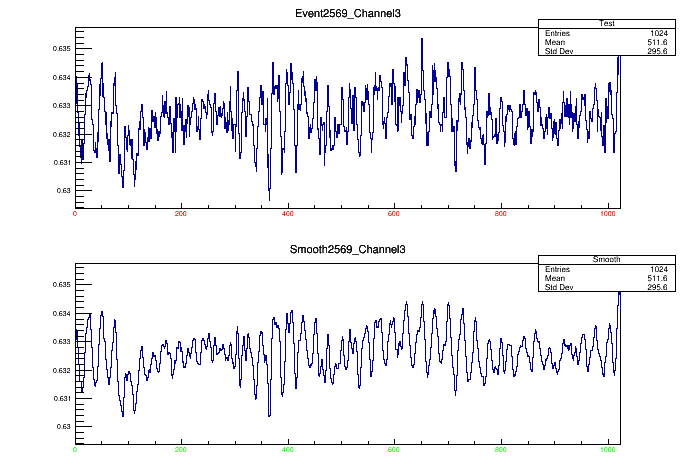 Event2569_Channel3
Test
Entries 1024
Mean 511.6
Std Dev 295.6
0.635
0.634
0.633
0.632
0.631
0.63
0 200 400 600 800 1000
Smooth2569_Channel3
Smooth
Entries 1024
Mean 511.6
Std Dev 295.6
0.635
0.634
0.633
0.632
0.631
0.63
0 200 400 600 800 1000